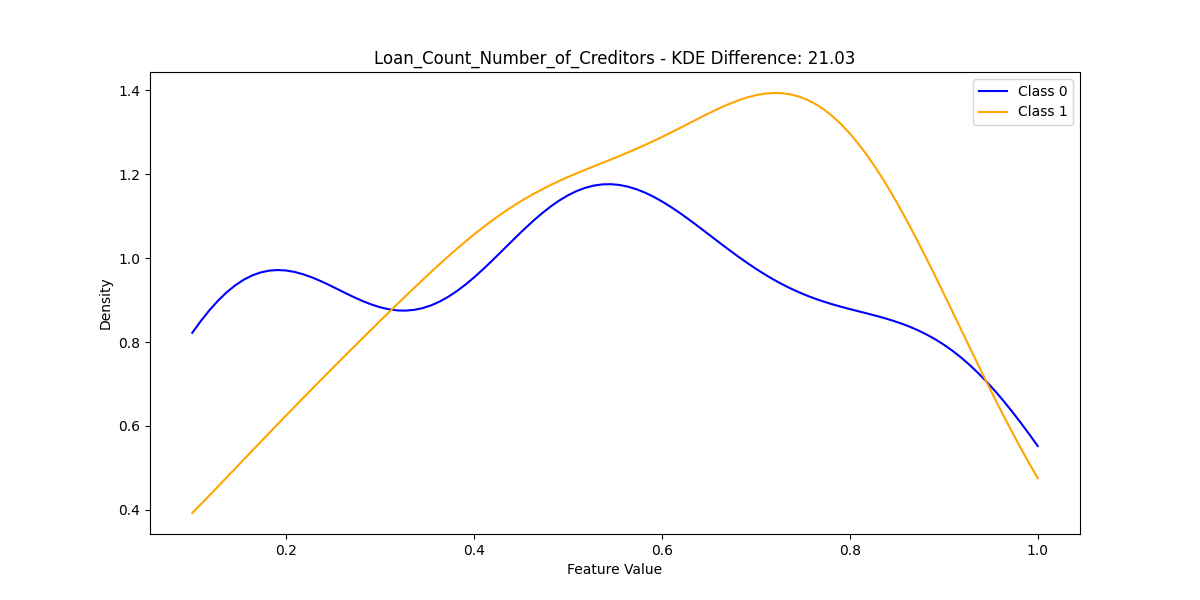 Loan_Count_Number_of_Creditors - KDE Difference: 21.03
Class 0
Class 1
Density
1.4
1.2
1.0
0.8
0.6
0.4
0.2
0.4
0.6
0.8
1.0
Feature Value